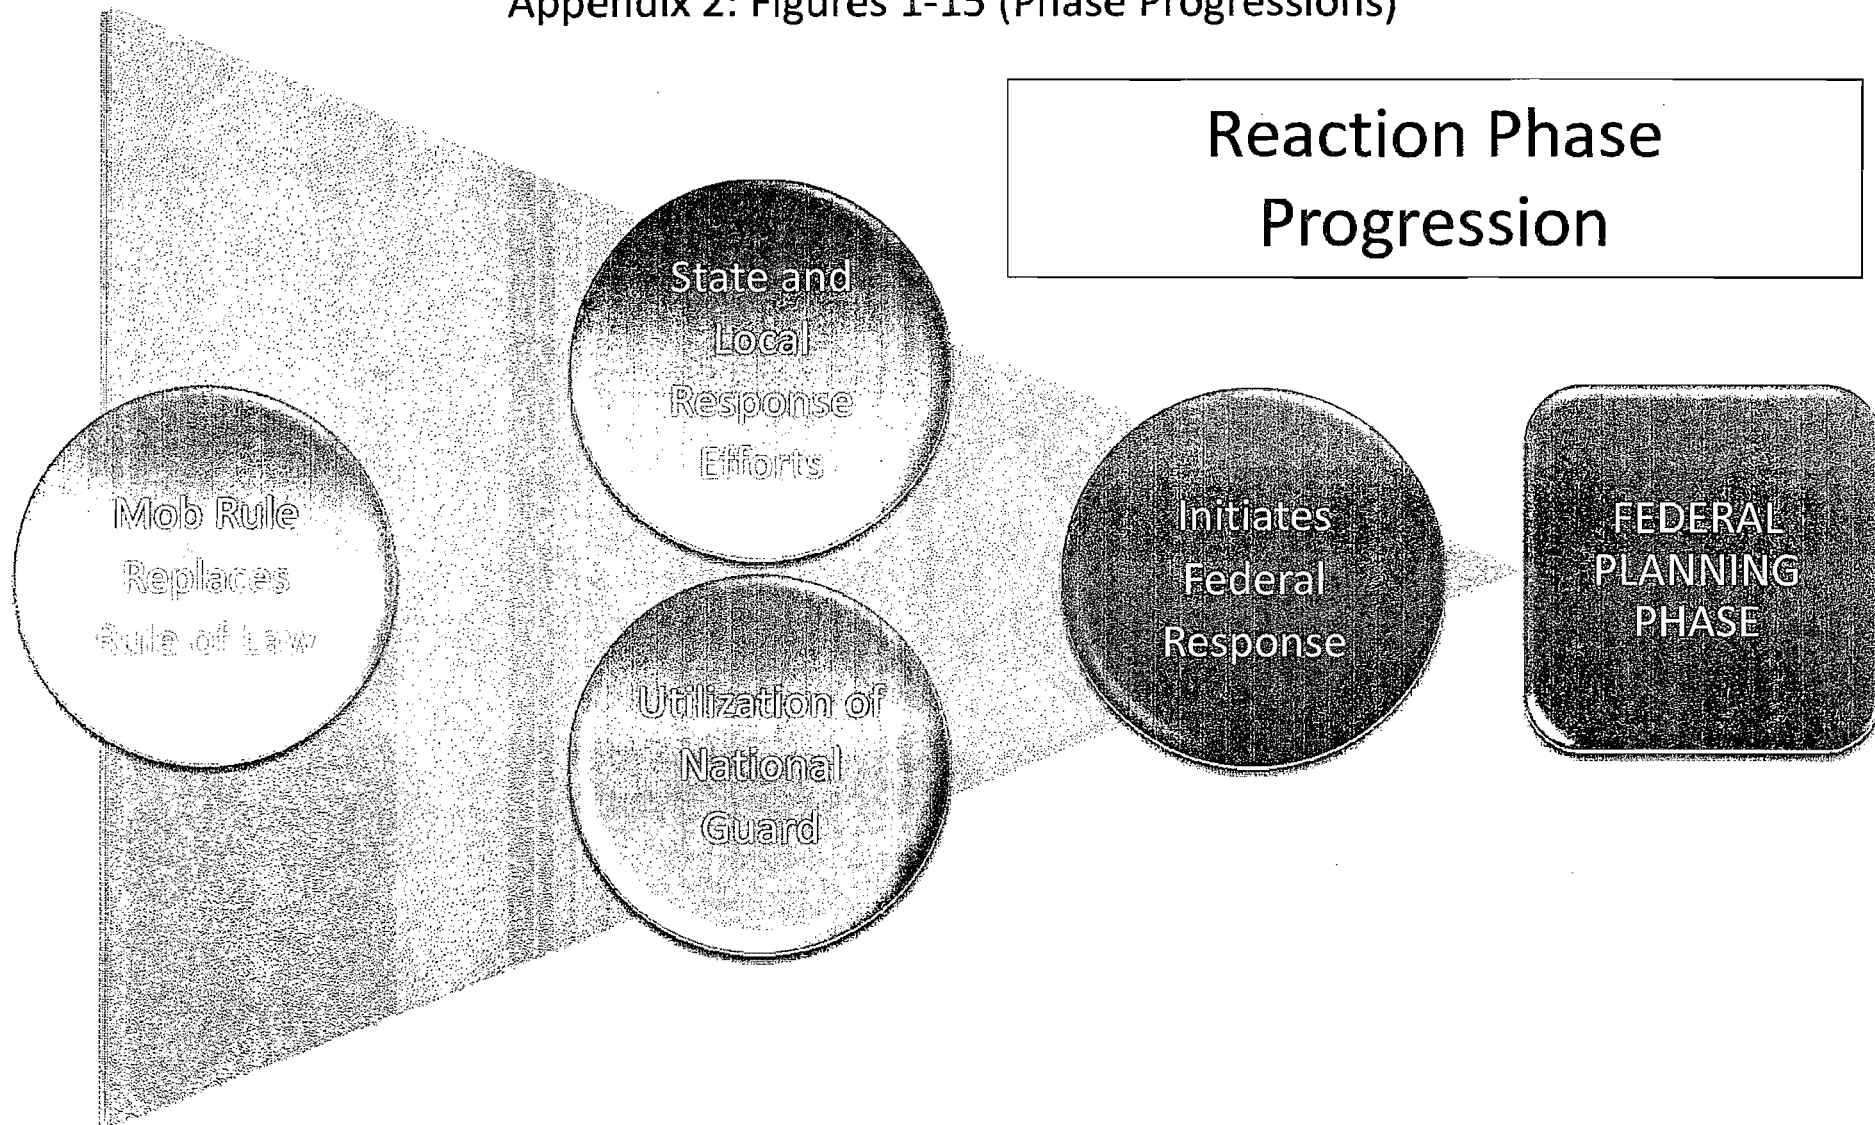 Appendix 2: Figures 1-15 (Phase Progressions)
Reaction Phase
Progression
State and
Local
Response
Efforts
Mob Rule
Replaces
Rule of Law
Utilization of
National
Guard
Initiates
Federal
Response
FEDERAL
PLANNING
PHASE